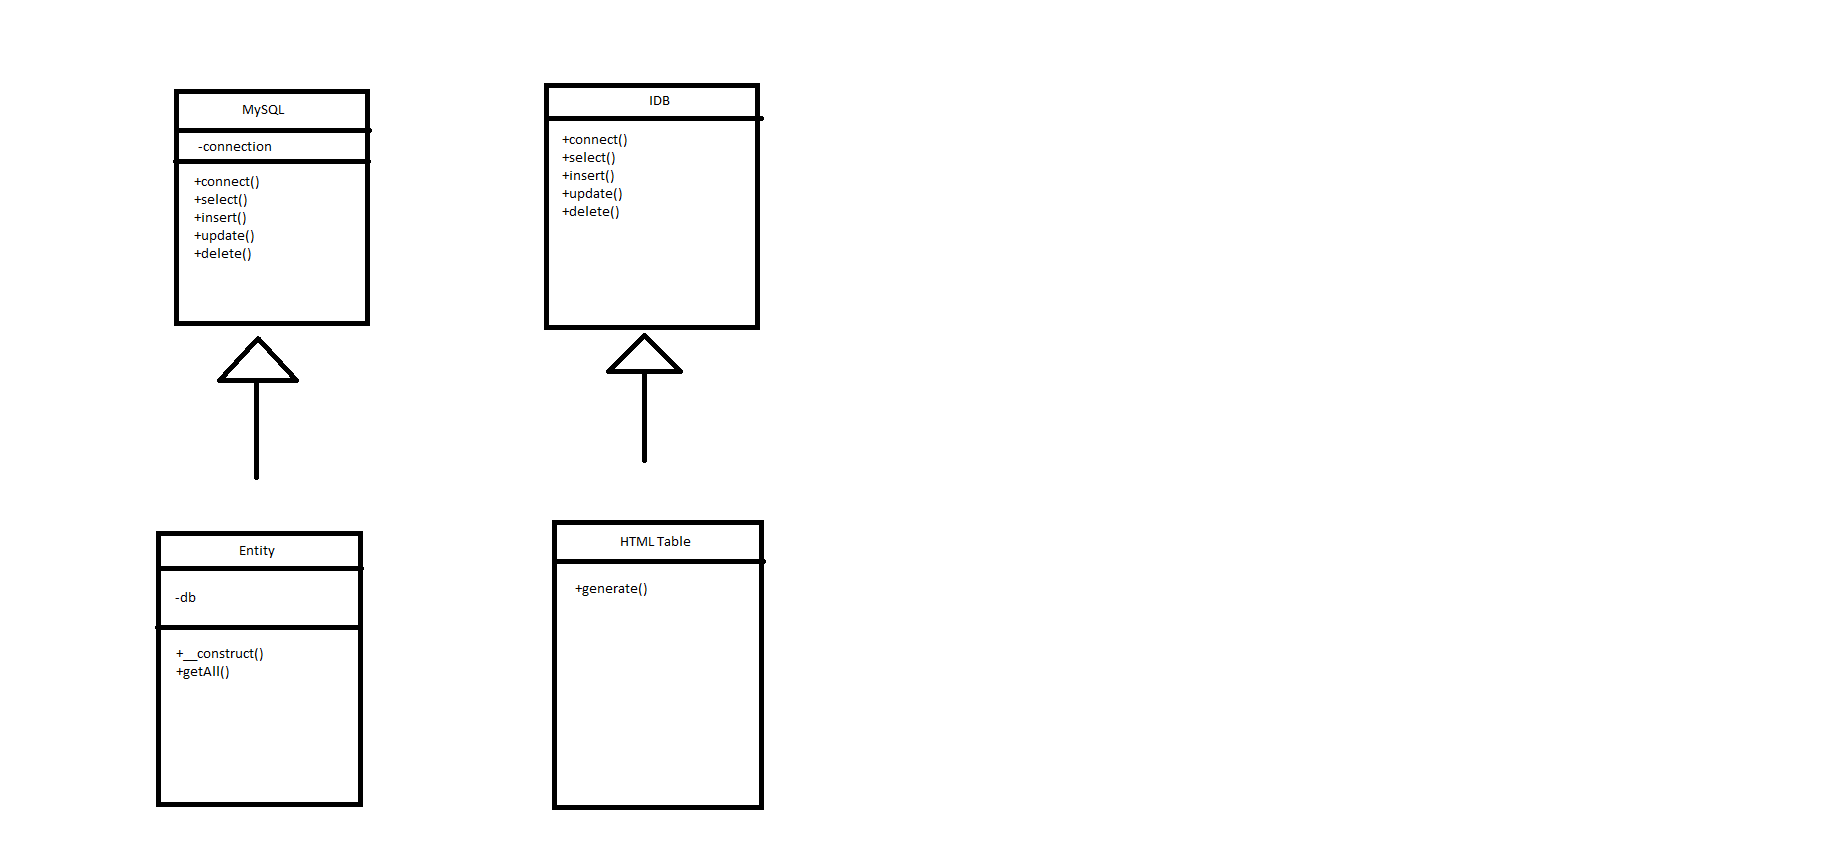 MySQL
-connection
+connect()
+select()
+insert()
+update()
+delete()
IDB
+connect()
+select()
+insert()
+update()
+delete()
Entity
-db
+__construct()
+getAll()
HTML Table
+generate()